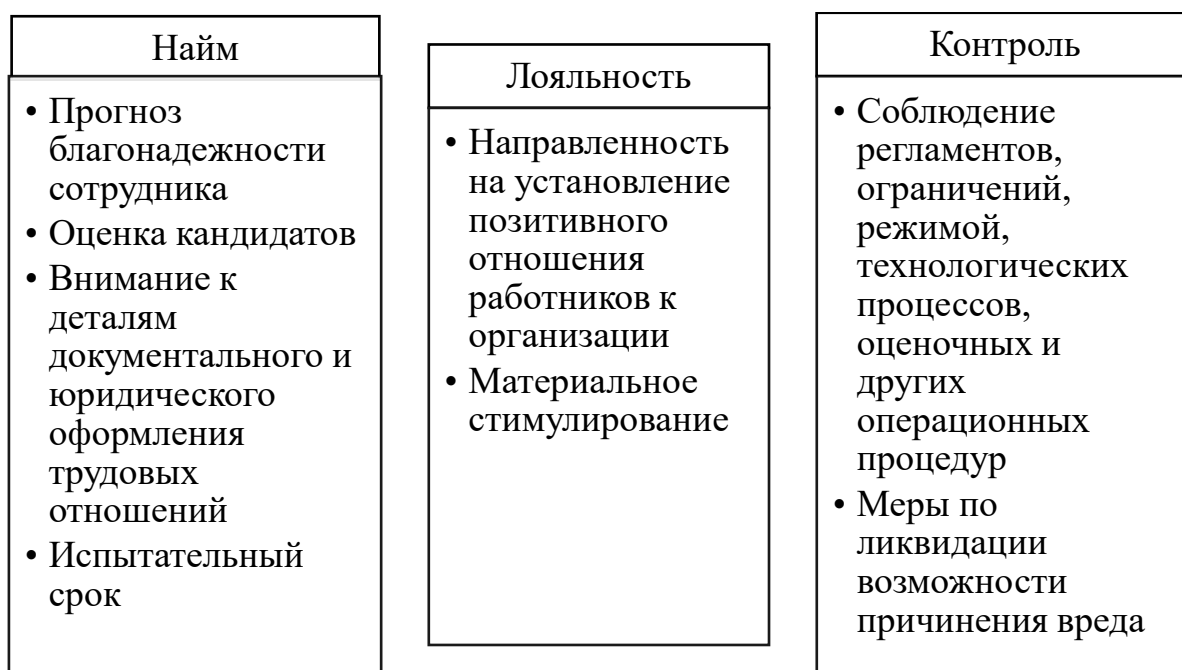 Найм
• Прогноз
благонадежности
сотрудника
• Оценка кандидатов
• Внимание к
деталям
документального и
юридического
оформления
трудовых
отношений
• Испытательный
срок
Лояльность
• Направленность
на установление
позитивного
отношения
работников к
организации
• Материальное
стимулирование
Контроль
• Соблюдение
регламентов,
ограничений,
режимой,
технологических
процессов,
оценочных и
других
операционных
процедур
• Меры по
ликвидации
возможности
причинения вреда